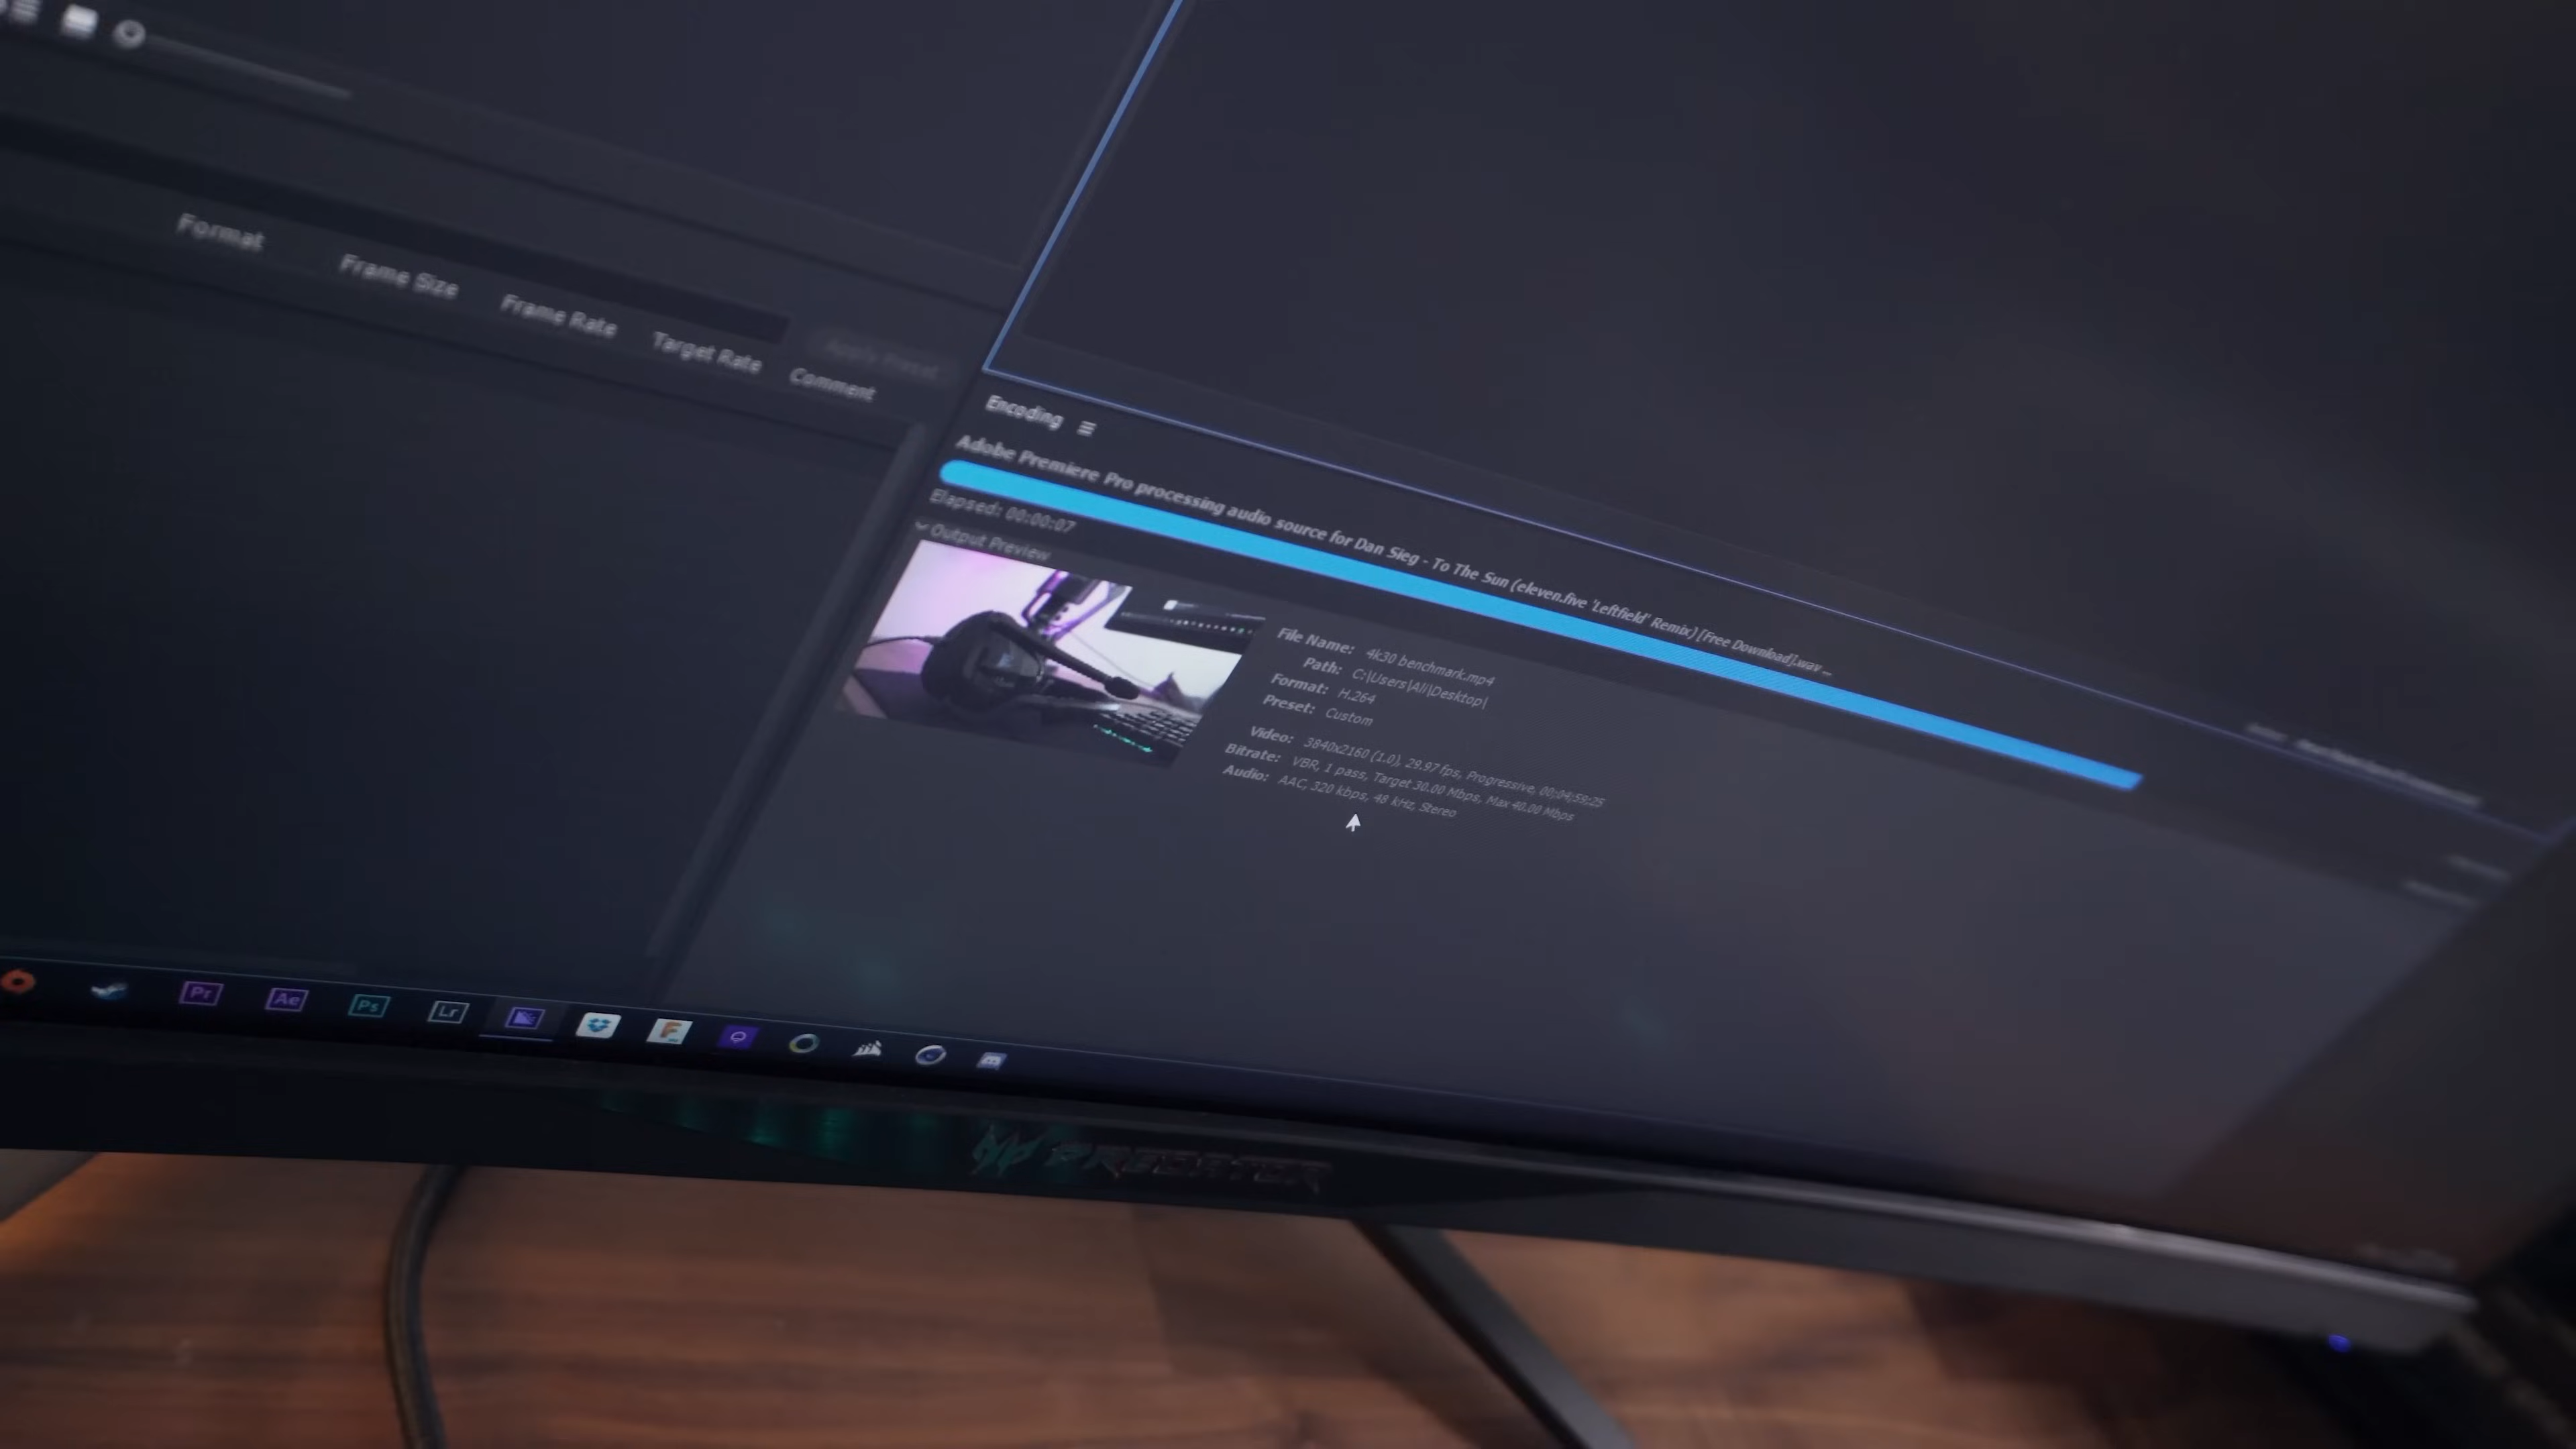 Format
Frame Size
Frame Rate
Target Rate
Comment
Encoding
Adobe Premiere Pro processing audio source for Dan Sieg - To The Sun (eleven.five 'Leftfield' Remix) [Free Download].wav ...
Elapsed: 00:00:07
Output Preview
File Name: 4k30 benchmark.mp4
Path: C:\Users\Ali\Desktop\
Format: H.264
Preset: Custom
Video: 3840x2160 (1.0), 29.97 fps, Progressive, 00;04;59;25
Bitrate: VBR, 1 pass, Target 30.00 Mbps, Max 40.00 Mbps
Audio: AAC, 320 kbps, 48 kHz, Stereo
Pr Ae Ps Lr F
PREDATOR